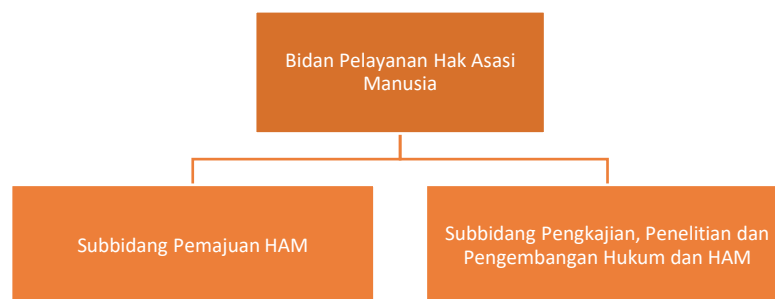 Bidan Pelayanan Hak Asasi
Manusia
Subbidang Pemajuan HAM
Subbidang Pengkajian, Penelitian dan
Pengembangan Hukum dan HAM